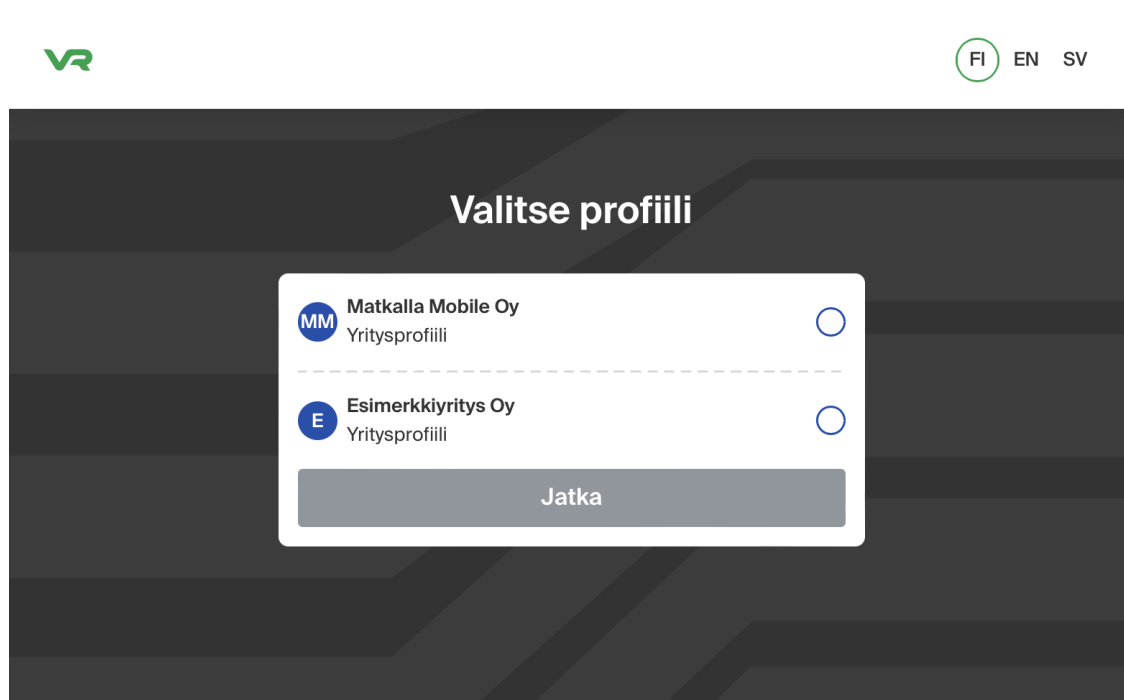 VR
FI EN SV
Valitse profiili
MM
Matkalla Mobile Oy
Yritysprofiili
E
Esimerkkiyritys Oy
Yritysprofiili
Jatka